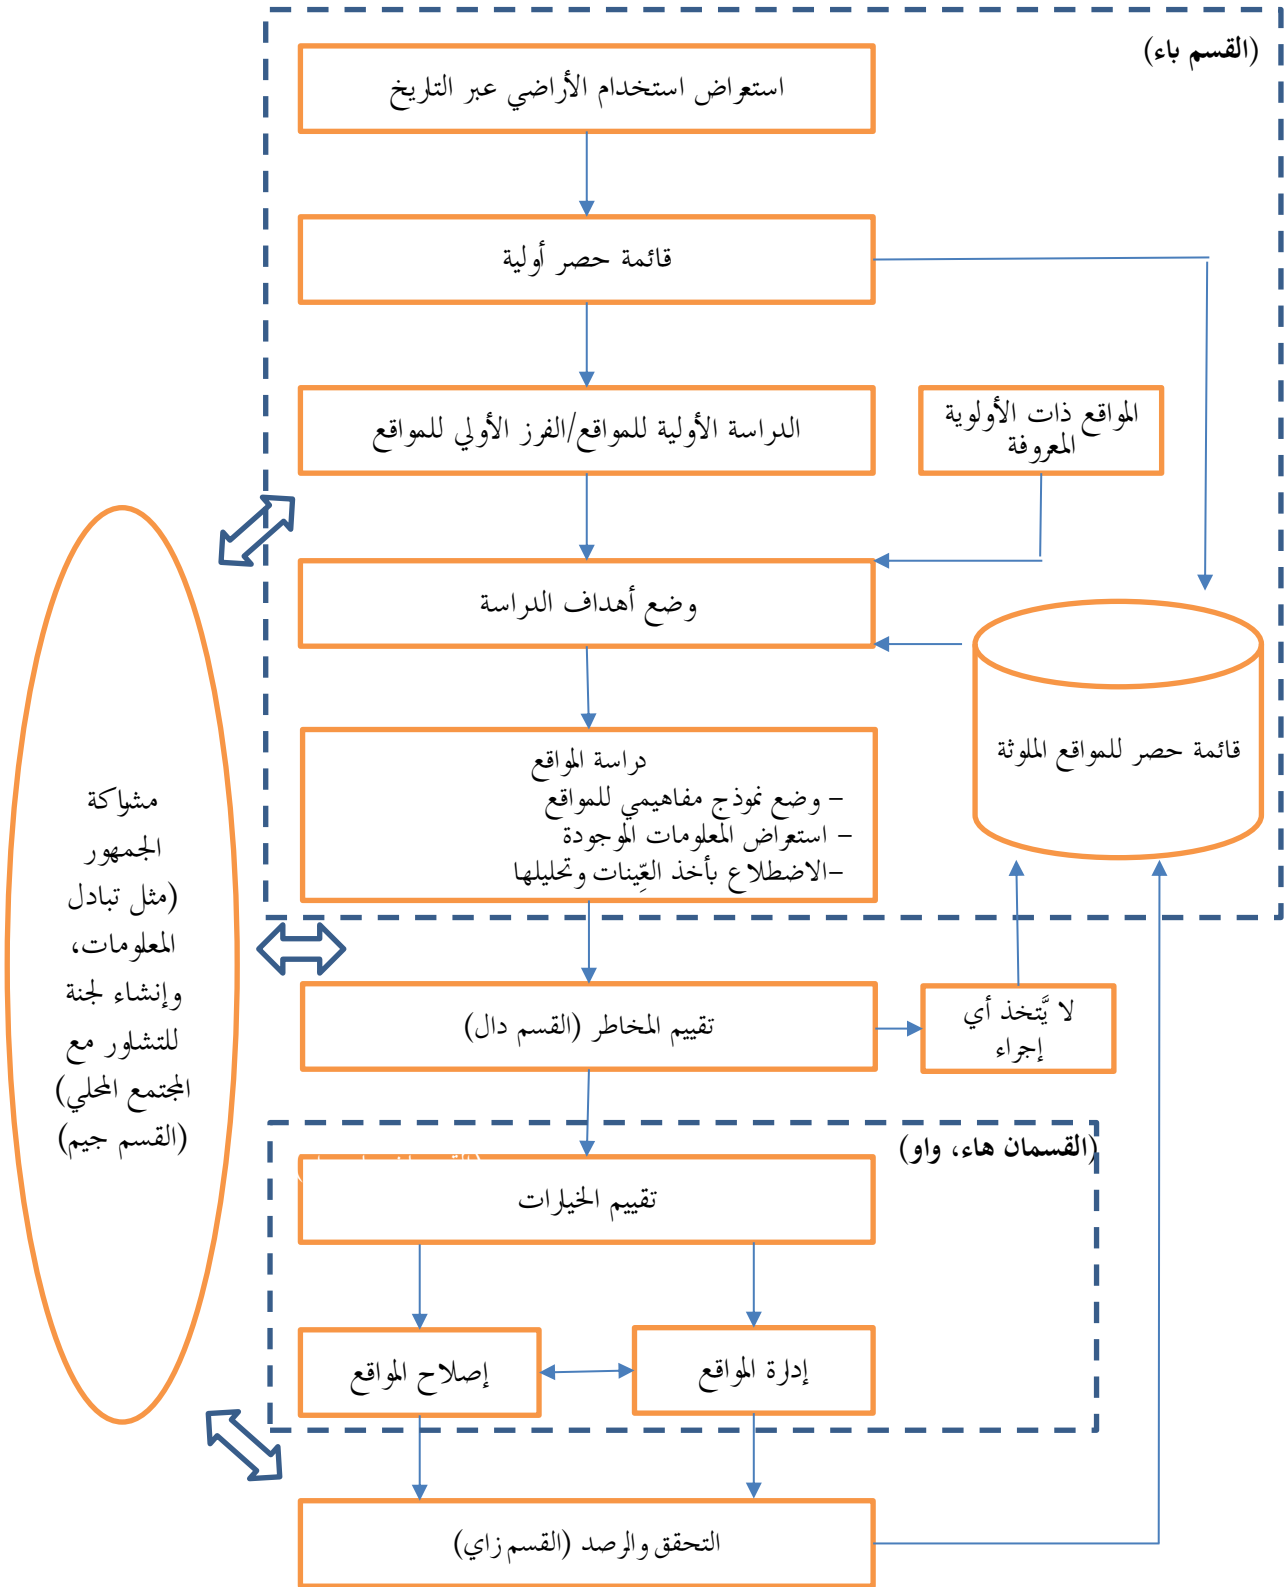 (القسم باء)
استعراض استخدام الأراضي عبر التاريخ
قائمة حصر أولية
الدراسة الأولية للمواقع/الفرز الأولي للمواقع
المواقع ذات الأولوية
المعروفة
وضع أهداف الدراسة
قائمة حصر للمواقع الملوثة
دراسة المواقع
– وضع نموذج مفاهيمي للمواقع
– استعراض المعلومات الموجودة
–الاضطلاع بأخذ العيِّنات وتحليلها
مشاركة
الجمهور
(مثل تبادل
المعلومات،
وإنشاء لجنة
للتشاور مع
المجتمع المحلي)
(القسم جيم)
تقييم المخاطر (القسم دال)
لا يتَّخذ أي
إجراء
(القسمان هاء، واو)
تقييم الخيارات
إدارة المواقع
إصلاح المواقع
التحقق والرصد (القسم زاي)